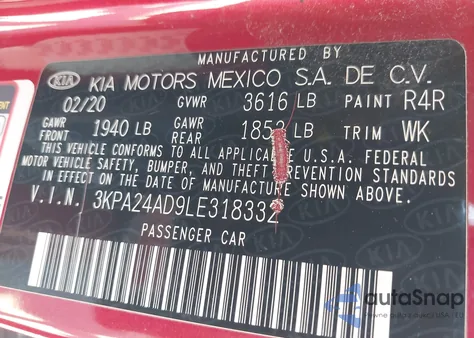 MANUFACTURED BY
KIA KIA MOTORS MEXICO S.A. DE C.V.
02/20 GVWR 3616 LB PAINT R4R
GAWR FRONT 1940 LB GAWR REAR 1853 LB TRIM WK
THIS VEHICLE CONFORMS TO ALL APPLICABLE U.S.A. FEDERAL
MOTOR VEHICLE SAFETY, BUMPER, AND THEFT PREVENTION STANDARDS
IN EFFECT ON THE DATE OF MANUFACTURE SHOWN ABOVE.
V.I.N. 3KPA24AD9LE318332
PASSENGER CAR
autoSnap